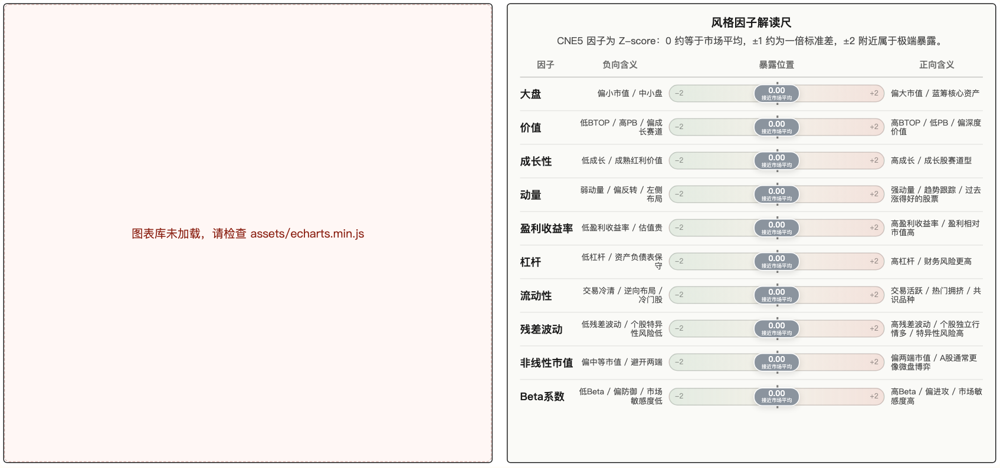 图表库未加载，请检查 assets/echarts.min.js
风格因子解读尺
CNE5 因子为 Z-score：0 约等于市场平均，±1 约为一倍标准差，±2 附近属于极端暴露。
因子 负向含义 暴露位置 正向含义
大盘 偏小市值 / 中小盘 −2 0.00 +2 偏大市值 / 蓝筹核心资产
接近市场平均
价值 低BTOP / 高PB / 偏成 −2 0.00 +2 高BTOP / 低PB / 偏深度
长赛道 接近市场平均 价值
成长性 低成长 / 成熟红利价值 −2 0.00 +2 高成长 / 成长股赛道型
接近市场平均
动量 弱动量 / 偏反转 / 左侧 −2 0.00 +2 强动量 / 趋势跟踪 / 过去
布局 接近市场平均 涨得好的股票
盈利收益率 低盈利收益率 / 估值贵 −2 0.00 +2 高盈利收益率 / 盈利相对
接近市场平均 市值高
杠杆 低杠杆 / 资产负债表保 −2 0.00 +2 高杠杆 / 财务风险更高
守 接近市场平均
流动性 交易冷清 / 逆向布局 / −2 0.00 +2 交易活跃 / 热门拥挤 / 共
冷门股 接近市场平均 识品种
残差波动 低残差波动 / 个股特异 −2 0.00 +2 高残差波动 / 个股独立行
性风险低 接近市场平均 情多 / 特异性风险高
非线性市值 偏中等市值 / 避开两端 −2 0.00 +2 偏两端市值 / A股通常更
接近市场平均 像微盘博弈
Beta系数 低Beta / 偏防御 / 市场 −2 0.00 +2 高Beta / 偏进攻 / 市场敏
敏感度低 接近市场平均 感度高